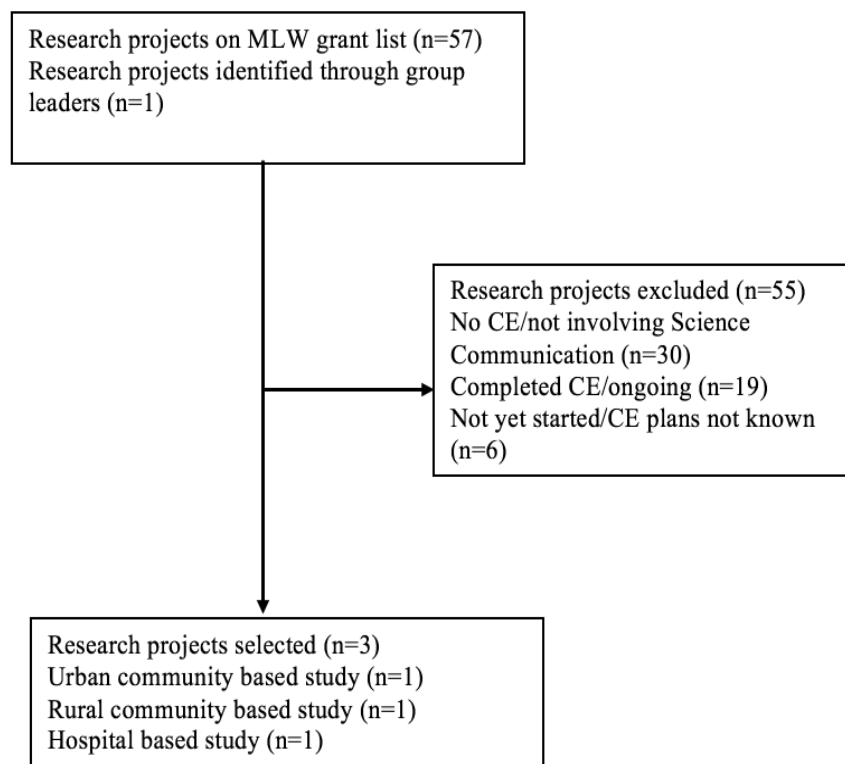 Research projects on MLW grant list (n=57)
Research projects identified through group
leaders (n=1)
Research projects excluded (n=55)
No CE/not involving Science
Communication (n=30)
Completed CE/ongoing (n=19)
Not yet started/CE plans not known
(n=6)
Research projects selected (n=3)
Urban community based study (n=1)
Rural community based study (n=1)
Hospital based study (n=1)